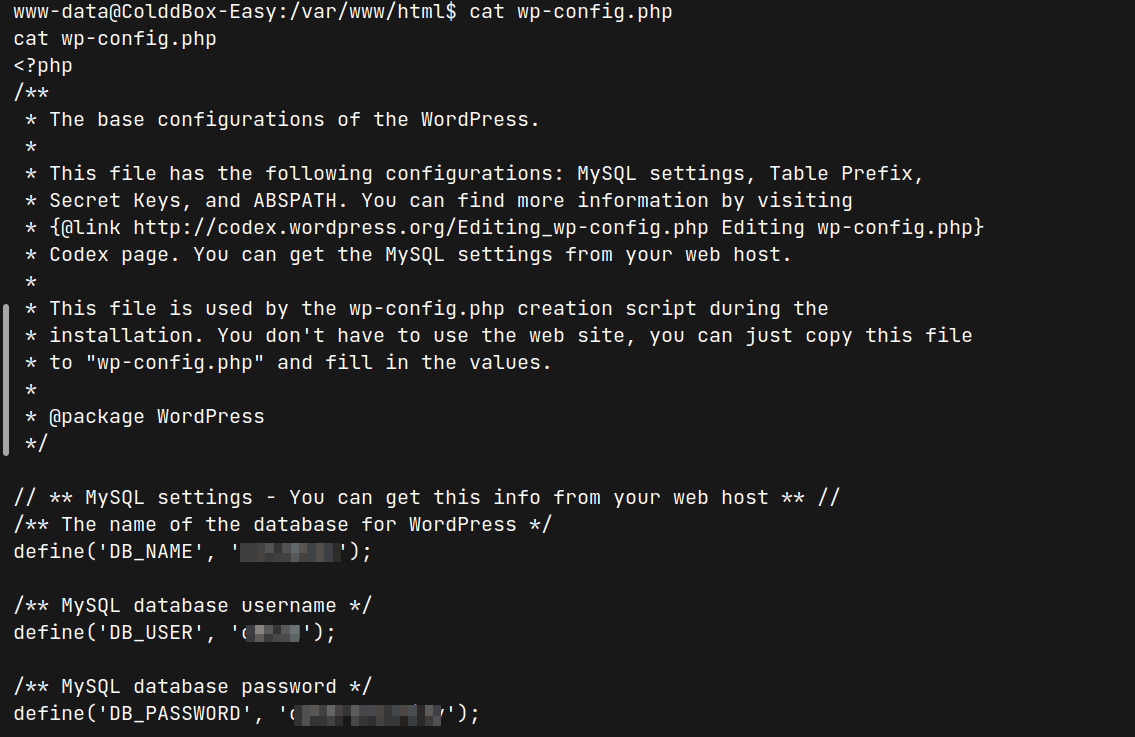 www-data@ColddBox-Easy:/var/www/html$ cat wp-config.php
cat wp-config.php
<?php
/**
 * The base configurations of the WordPress.
 *
 * This file has the following configurations: MySQL settings, Table Prefix,
 * Secret Keys, and ABSPATH. You can find more information by visiting
 * {@link http://codex.wordpress.org/Editing_wp-config.php Editing wp-config.php}
 * Codex page. You can get the MySQL settings from your web host.
 *
 * This file is used by the wp-config.php creation script during the
 * installation. You don't have to use the web site, you can just copy this file
 * to "wp-config.php" and fill in the values.
 *
 * @package WordPress
 */

// ** MySQL settings - You can get this info from your web host ** //
/** The name of the database for WordPress */
define('DB_NAME', '');

/** MySQL database username */
define('DB_USER', '');

/** MySQL database password */
define('DB_PASSWORD', '');